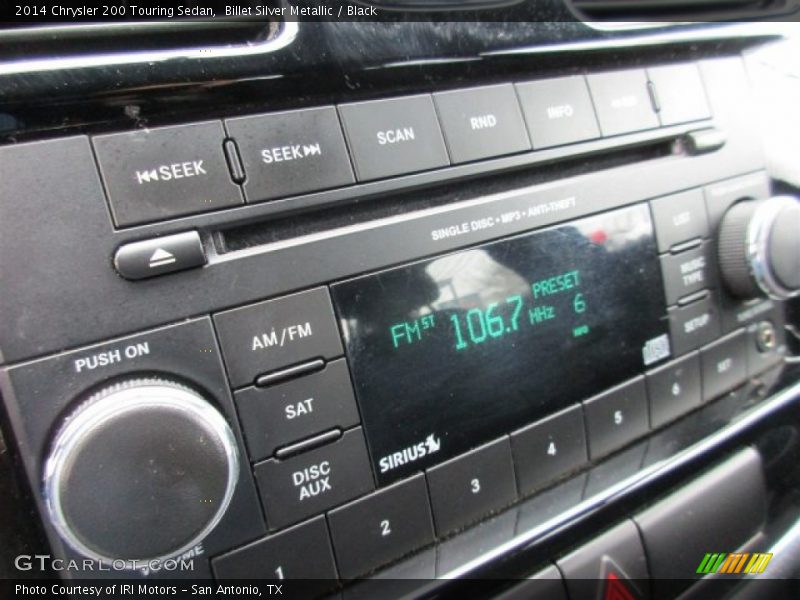 2014 Chrysler 200 Touring Sedan,  Billet Silver Metallic / Black
SEEK
SEEK
SCAN
RND
INFO
SINGLE DISC • MP3 • ANTI-THEFT
LIST
MUSIC
TYPE
SETUP
PUSH ON
AM/FM
SAT
DISC
AUX
FM ST 106.7 MHz
PRESET
6
SIRIUS
1
2
3
4
5
6
SET
GTCARLOT.COM
Photo Courtesy of IRI Motors – San Antonio, TX